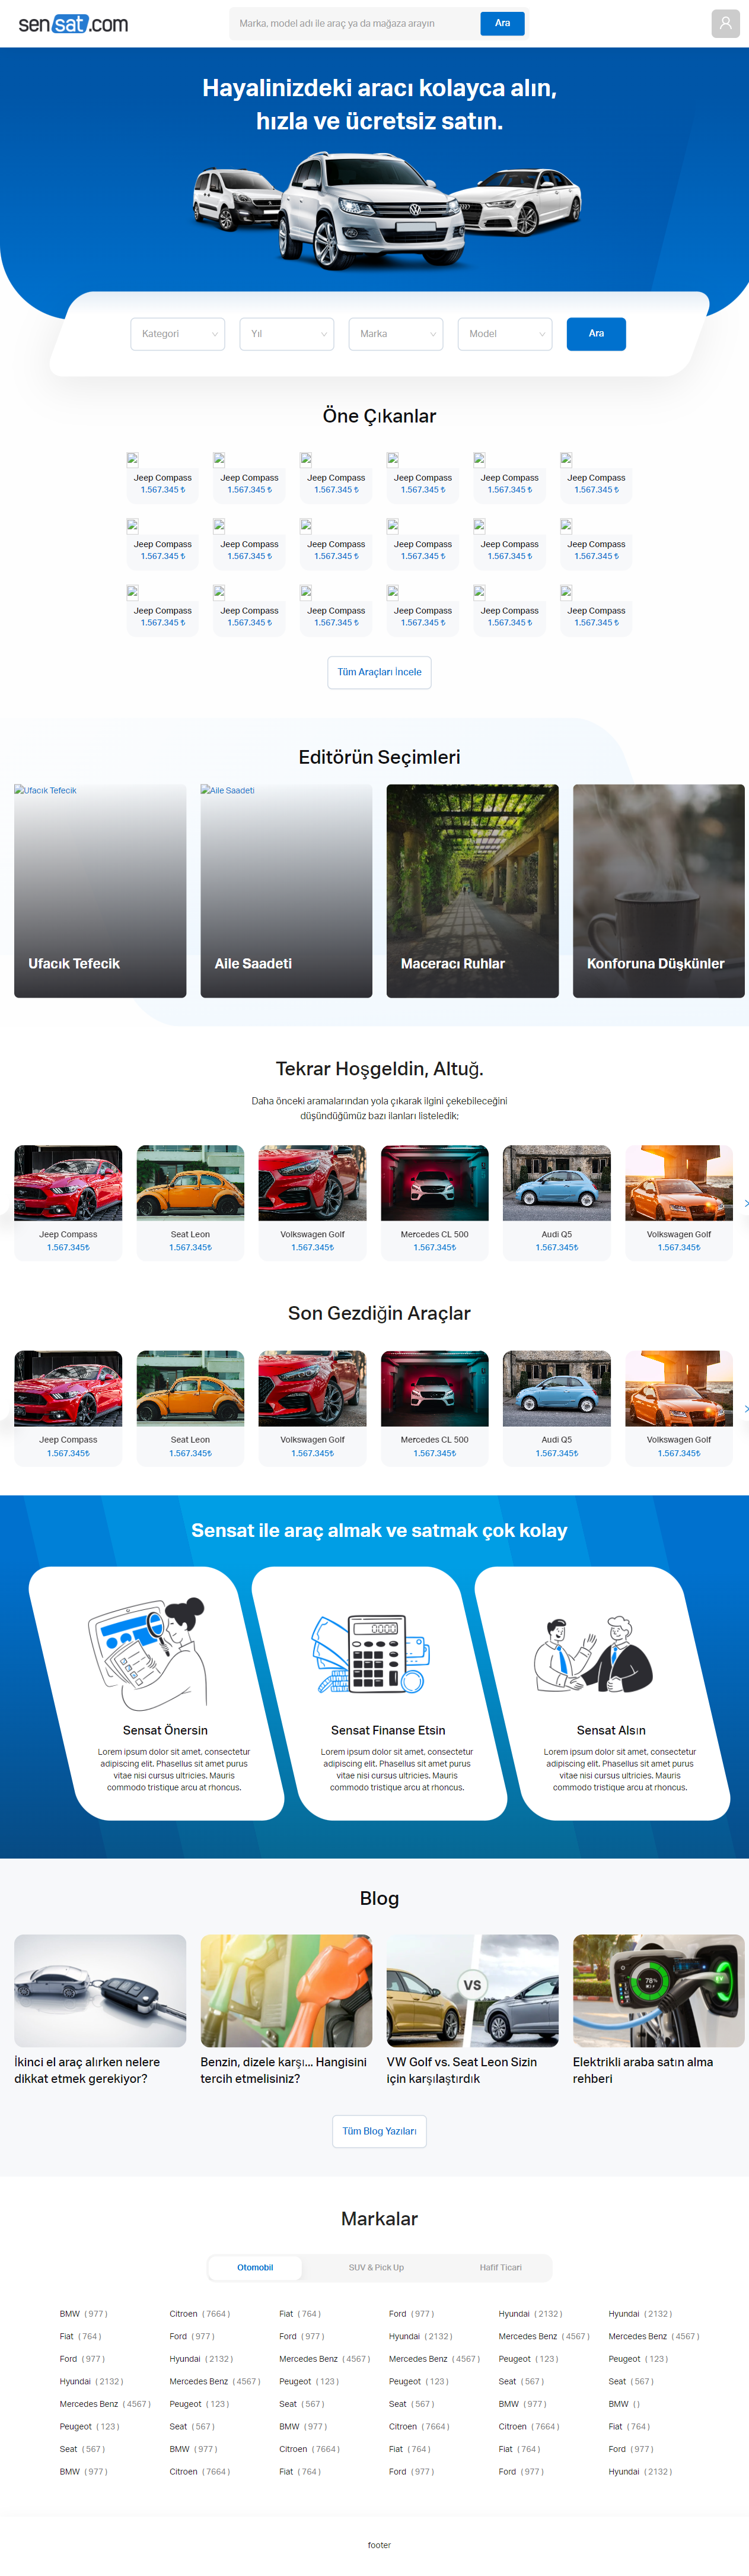 sensat.com
Marka, model adı ile araç ya da mağaza arayın
Ara
Hayalinizdeki aracı kolayca alın,
hızla ve ücretsiz satın.
Kategori Yıl Marka Model Ara
Öne Çıkanlar
Jeep Compass Jeep Compass Jeep Compass Jeep Compass Jeep Compass Jeep Compass
1.567.345 ₺ 1.567.345 ₺ 1.567.345 ₺ 1.567.345 ₺ 1.567.345 ₺ 1.567.345 ₺
Jeep Compass Jeep Compass Jeep Compass Jeep Compass Jeep Compass Jeep Compass
1.567.345 ₺ 1.567.345 ₺ 1.567.345 ₺ 1.567.345 ₺ 1.567.345 ₺ 1.567.345 ₺
Jeep Compass Jeep Compass Jeep Compass Jeep Compass Jeep Compass Jeep Compass
1.567.345 ₺ 1.567.345 ₺ 1.567.345 ₺ 1.567.345 ₺ 1.567.345 ₺ 1.567.345 ₺
Tüm Araçları İncele
Editörün Seçimleri
Ufacık Tefecik Aile Saadeti
Ufacık Tefecik Aile Saadeti Maceracı Ruhlar Konforuna Düşkünler
Tekrar Hoşgeldin, Altuğ.
Daha önceki aramalarından yola çıkarak ilgini çekebileceğini
düşündüğümüz bazı ilanları listeledik;
Jeep Compass Seat Leon Volkswagen Golf Mercedes CL 500 Audi Q5 Volkswagen Golf
1.567.345₺ 1.567.345₺ 1.567.345₺ 1.567.345₺ 1.567.345₺ 1.567.345₺
Son Gezdiğin Araçlar
Jeep Compass Seat Leon Volkswagen Golf Mercedes CL 500 Audi Q5 Volkswagen Golf
1.567.345₺ 1.567.345₺ 1.567.345₺ 1.567.345₺ 1.567.345₺ 1.567.345₺
Sensat ile araç almak ve satmak çok kolay
0.000
Sensat Önersin
Lorem ipsum dolor sit amet, consectetur
adipiscing elit. Phasellus sit amet purus
vitae nisi cursus ultricies. Mauris
commodo tristique arcu at rhoncus.
Sensat Finanse Etsin
Lorem ipsum dolor sit amet, consectetur
adipiscing elit. Phasellus sit amet purus
vitae nisi cursus ultricies. Mauris
commodo tristique arcu at rhoncus.
Sensat Alsın
Lorem ipsum dolor sit amet, consectetur
adipiscing elit. Phasellus sit amet purus
vitae nisi cursus ultricies. Mauris
commodo tristique arcu at rhoncus.
Blog
VS
78%
İkinci el araç alırken nelere
dikkat etmek gerekiyor?
Benzin, dizele karşı... Hangisini
tercih etmelisiniz?
VW Golf vs. Seat Leon Sizin
için karşılaştırdık
Elektrikli araba satın alma
rehberi
Tüm Blog Yazıları
Markalar
Otomobil SUV & Pick Up Hafif Ticari
BMW ( 977 ) Citroen ( 7664 ) Fiat ( 764 ) Ford ( 977 ) Hyundai ( 2132 ) Hyundai ( 2132 )
Fiat ( 764 ) Ford ( 977 ) Ford ( 977 ) Hyundai ( 2132 ) Mercedes Benz ( 4567 ) Mercedes Benz ( 4567 )
Ford ( 977 ) Hyundai ( 2132 ) Mercedes Benz ( 4567 ) Mercedes Benz ( 4567 ) Peugeot ( 123 ) Peugeot ( 123 )
Hyundai ( 2132 ) Mercedes Benz ( 4567 ) Peugeot ( 123 ) Peugeot ( 123 ) Seat ( 567 ) Seat ( 567 )
Mercedes Benz ( 4567 ) Peugeot ( 123 ) Seat ( 567 ) Seat ( 567 ) BMW ( 977 ) BMW ( )
Peugeot ( 123 ) Seat ( 567 ) BMW ( 977 ) Citroen ( 7664 ) Citroen ( 7664 ) Fiat ( 764 )
Seat ( 567 ) BMW ( 977 ) Citroen ( 7664 ) Fiat ( 764 ) Fiat ( 764 ) Ford ( 977 )
BMW ( 977 ) Citroen ( 7664 ) Fiat ( 764 ) Ford ( 977 ) Ford ( 977 ) Hyundai ( 2132 )
footer